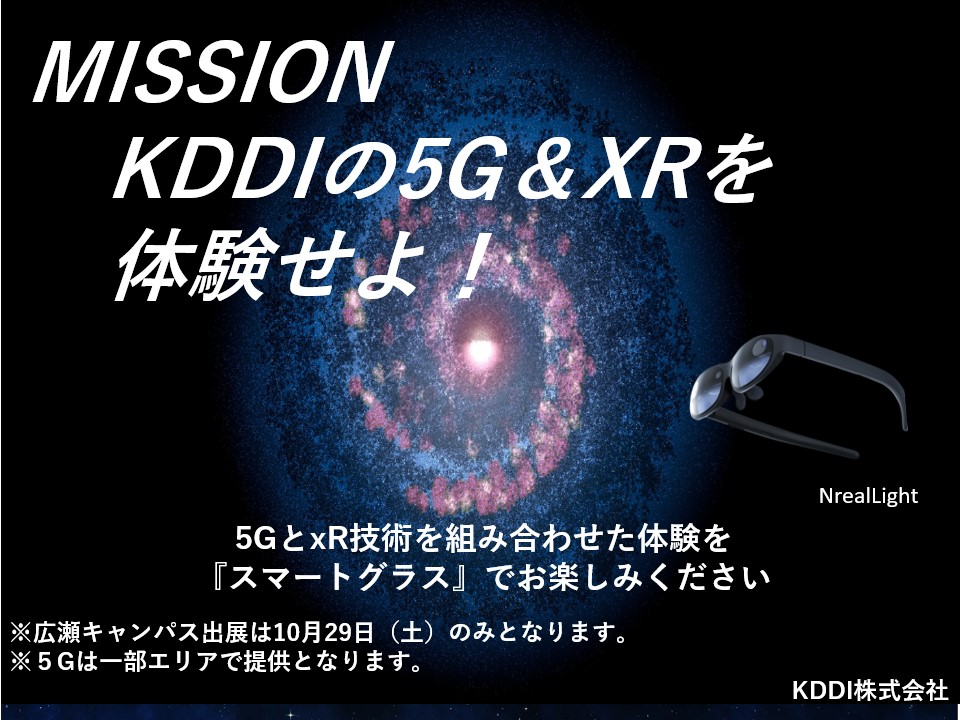 MISSION
KDDIの5G＆XRを
体験せよ！
NrealLight
5GとxR技術を組み合わせた体験を
『スマートグラス』でお楽しみください
※広瀬キャンパス出展は10月29日（土）のみとなります。
※５Gは一部エリアで提供となります。
KDDI株式会社